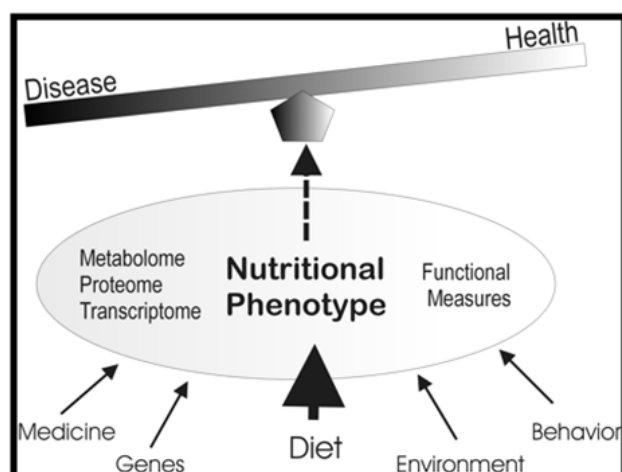 Health
Disease
Metabolome
Proteome
Transcriptome
Nutritional
Phenotype
Functional
Measures
Medicine
Genes
Diet
Environment
Behavior